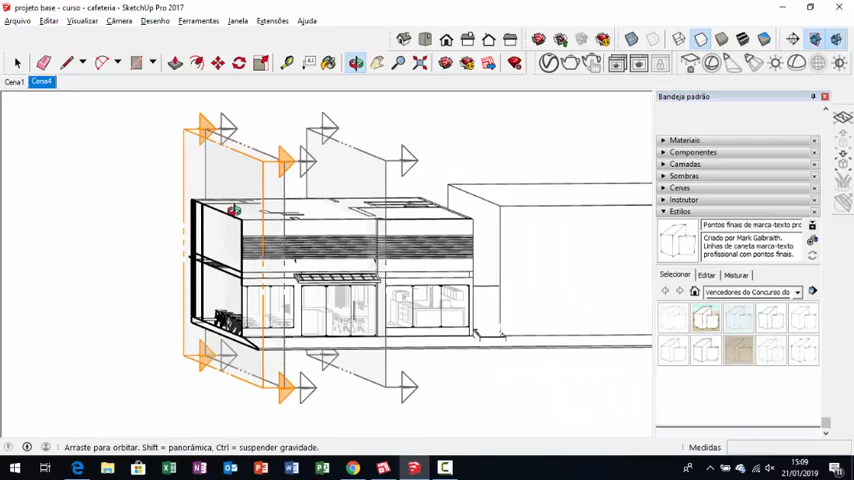 projeto base - curso - cafeteria - SketchUp Pro 2017
Arquivo Editar Visualizar Câmera Desenho Ferramentas Janela Extensões Ajuda
Cena1 Cena4
Bandeja padrão
Materiais
Componentes
Camadas
Sombras
Cenas
Instrutor
Estilos
Pontos finais de marca-texto pro
Criado por Mark Galbraith.
Linhas de caneta marca-texto
com pontos finais.
Selecionar Editar Misturar
Vencedores do Concurso do
Arraste para orbitar. Shift = panorâmica, Ctrl = suspender gravidade.
Medidas
15:09
21/01/2019